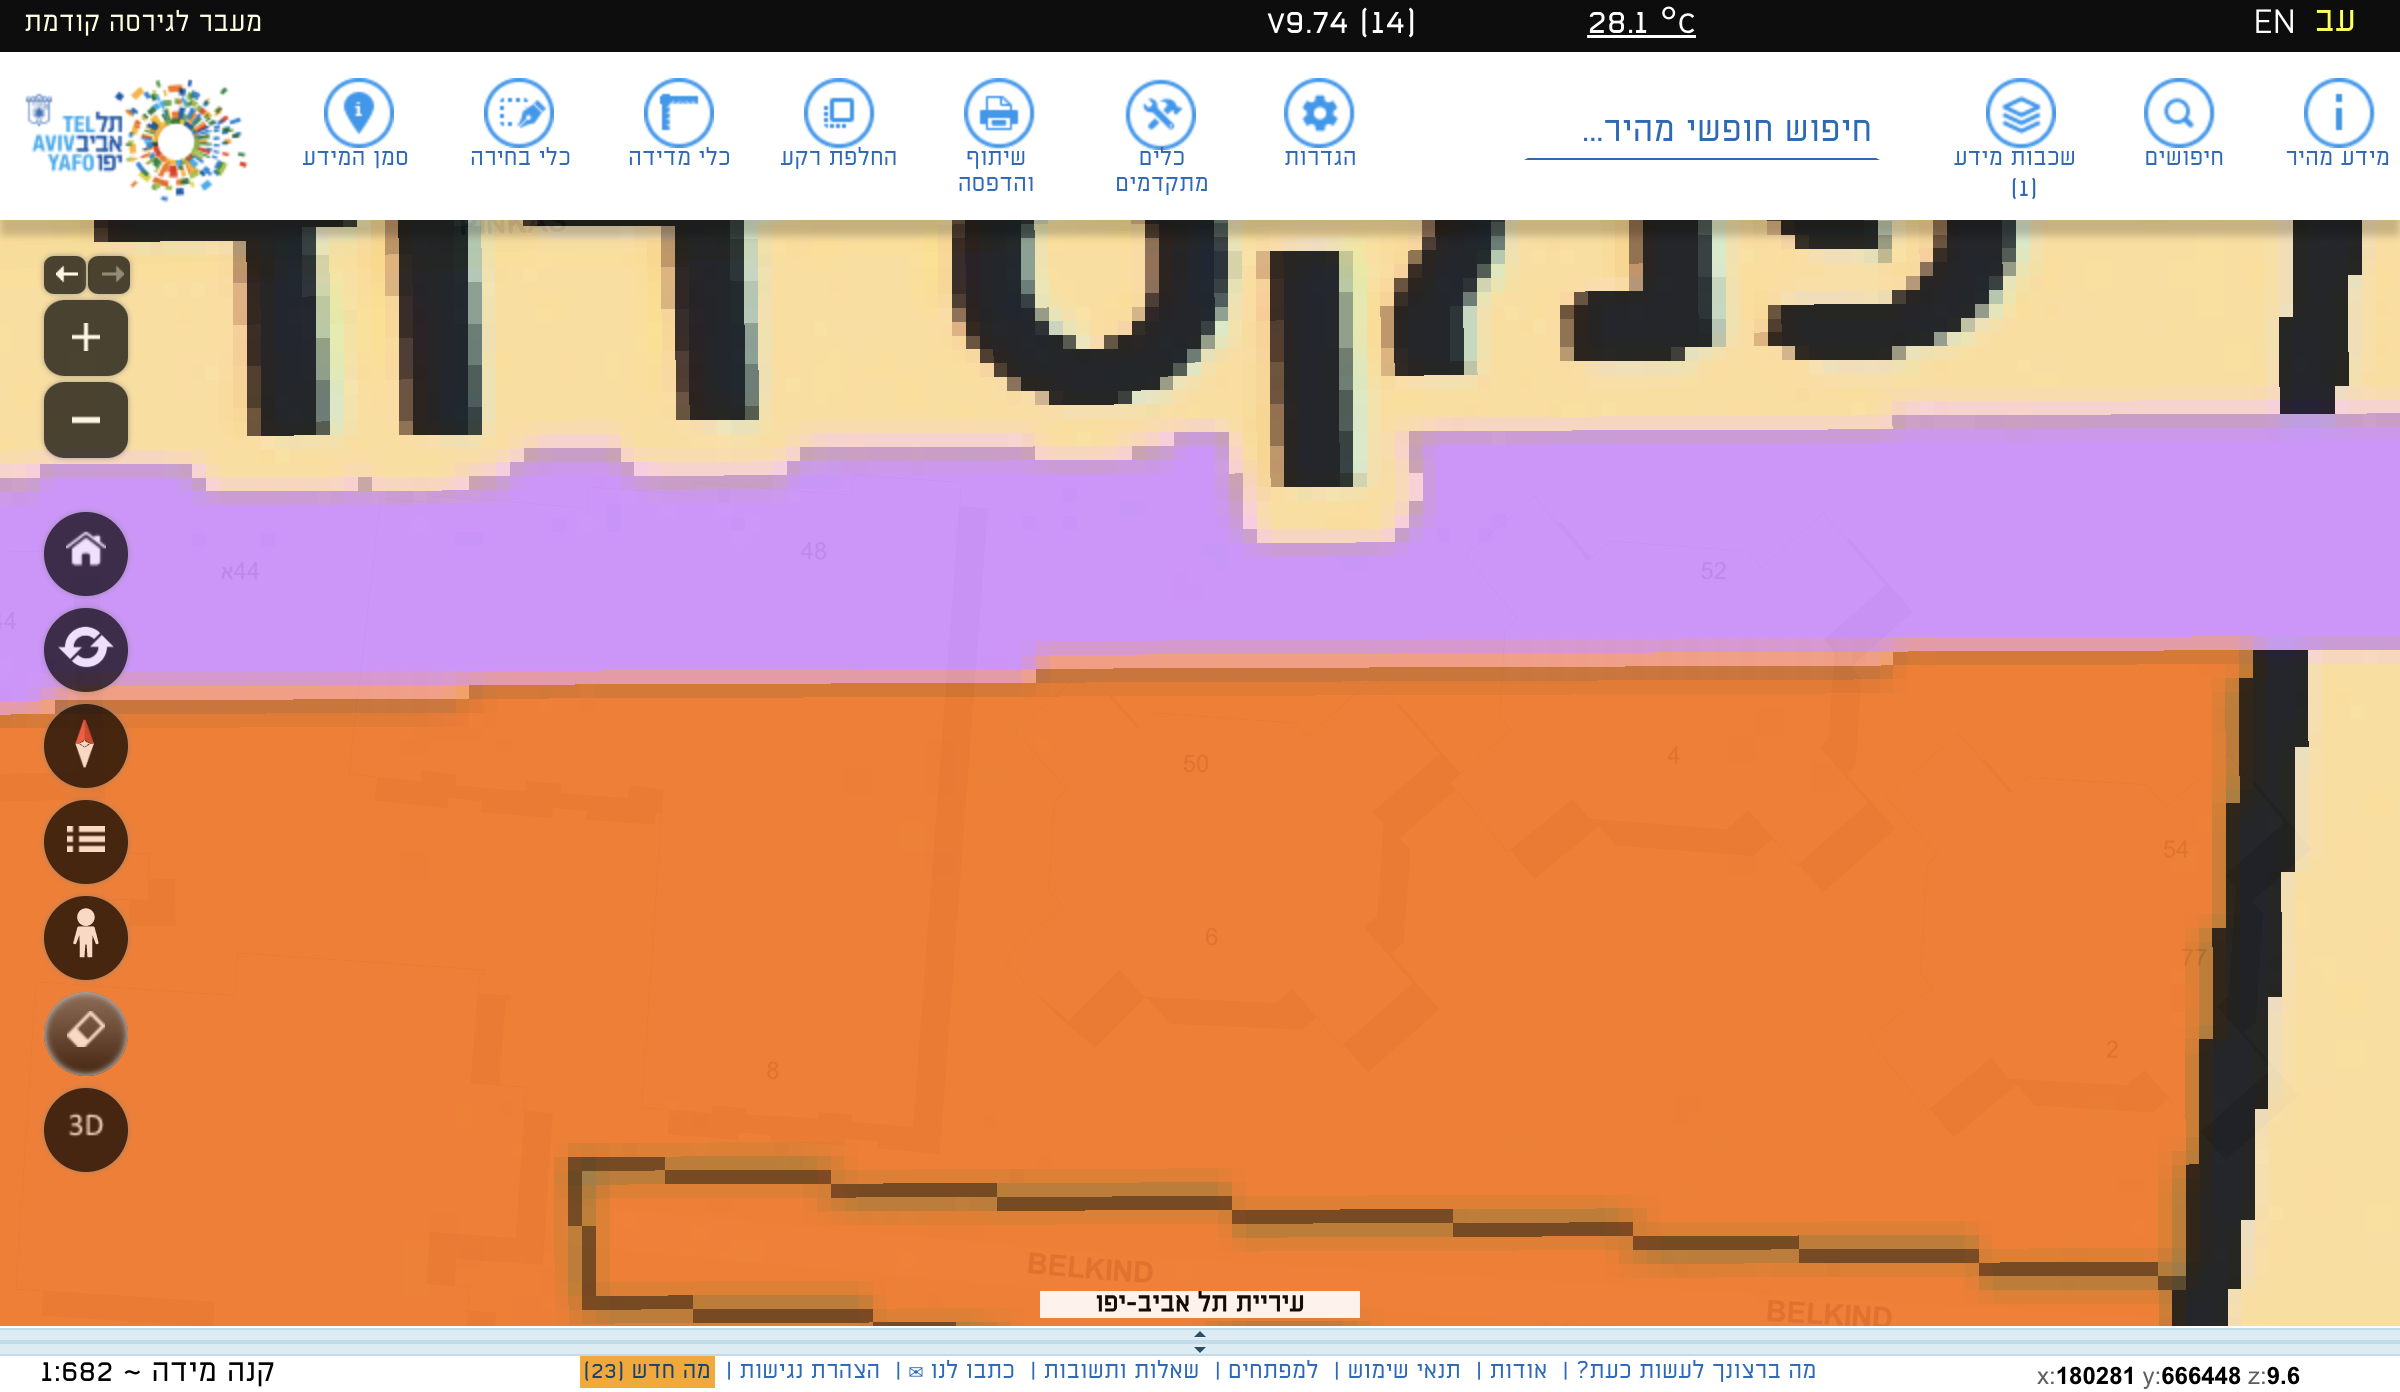 עב EN
28.1 °C
V9.74 (14)
מעבר לגירסה קודמת
מידע מהיר
חיפושים
שכבות מידע
(1)
חיפוש חופשי מהיר...
הגדרות
כלים
מתקדמים
שיתוף
והדפסה
החלפת רקע
כלי מדידה
כלי בחירה
סמן המידע
TEL תל
AVIV אביב
YAFO יפו
פינקס
48
44א
52
50
4
54
6
77
2
8
3D
BELKIND
BELKIND
עיריית תל אביב-יפו
מה ברצונך לעשות כעת? | אודות | תנאי שימוש | למפתחים | שאלות ותשובות | כתבו לנו ✉ | הצהרת נגישות | מה חדש (23)
קנה מידה ~ 1:682
x:180281 y:666448 z:9.6